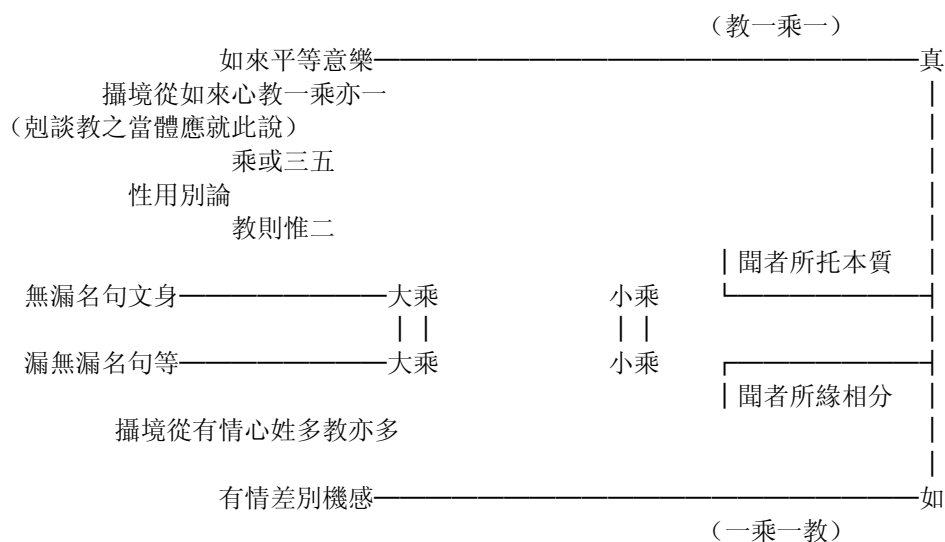 （教一乘一）
如來平等意樂 真
攝境從如來心教一乘亦一
（剋談教之當體應就此說）
乘或三五
性用別論
教則惟二
聞者所托本質
無漏名句文身 大乘 小乘
漏無漏名句等 大乘 小乘
聞者所緣相分
攝境從有情心姓多教亦多
有情差別機感 如
（一乘一教）